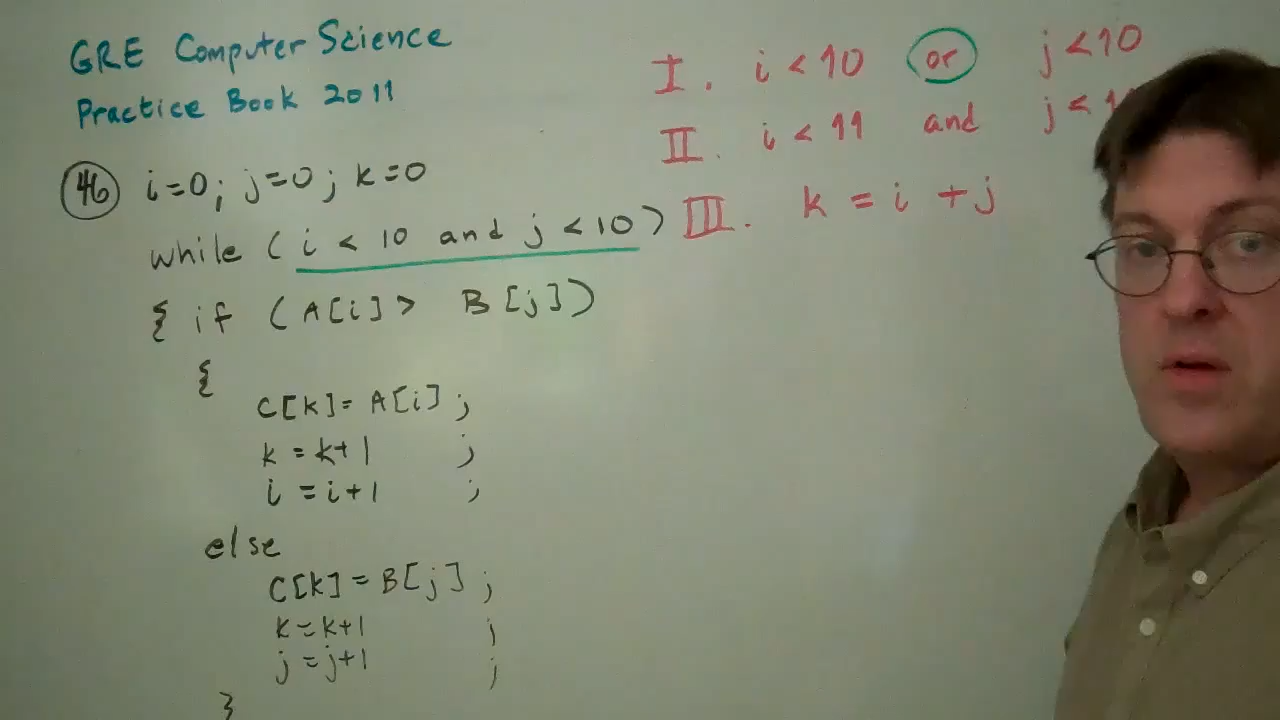 GRE Computer Science
Practice Book 2011
46 i=0; j=0; k=0
while (i < 10 and j < 10)
{ if (A[i] > B[j])
{
C[k] = A[i];
k = k+1 ;
i = i+1 ;
else
C[k] = B[j];
k = k+1 ;
j = j+1 ;
}
I. i < 10 or j < 10
II. i < 11 and j <
III. k = i + j